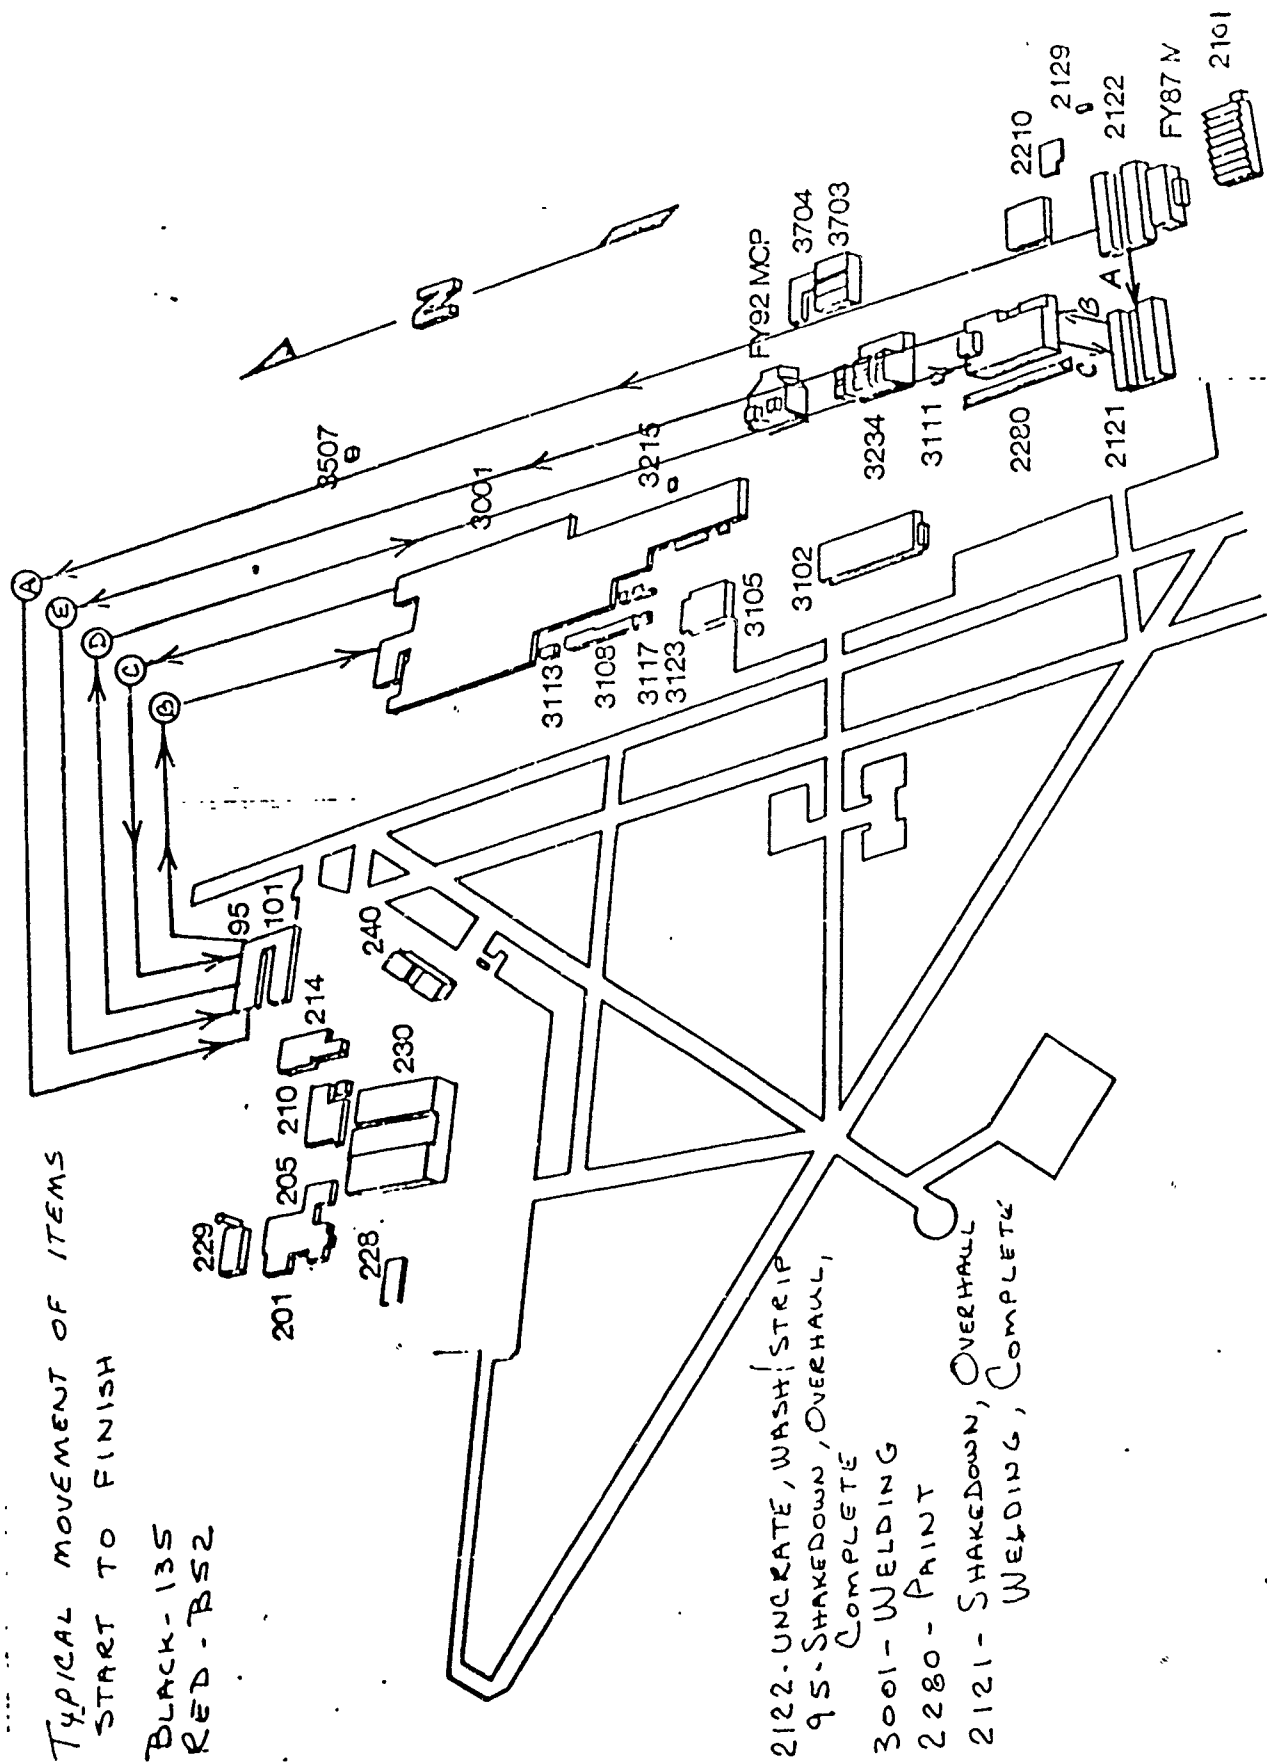 TYPICAL MOVEMENT OF ITEMS
START TO FINISH
BLACK-135
RED-B52
229
201
205
210
214
95
101
228
230
240
A
E
D
C
B
3507
3001
3215
N
3113
3108
3117
3123
3105
3102
FY92 MCP
3704
3703
3234
3111
2280
2121
2210
2129
2122
FY87 N
2101
A
B
C
2122-UNCRATE, WASH/STRIP
95-SHAKEDOWN, OVERHAUL,
COMPLETE
3001-WELDING
2280-PAINT
2121-SHAKEDOWN, OVERHAUL
WELDING, COMPLETE